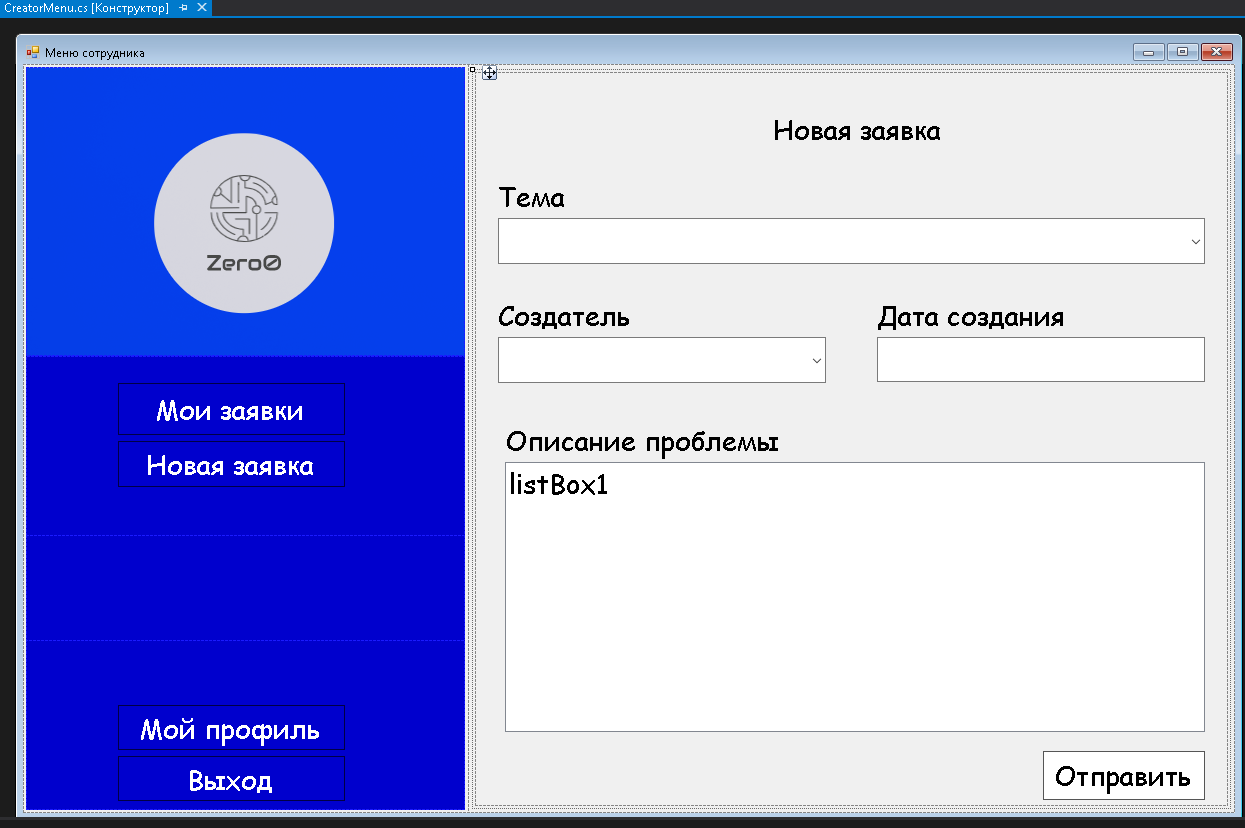 CreatorMenu.cs [Конструктор]
Меню сотрудника
Zero0
Мои заявки
Новая заявка
Мой профиль
Выход
Новая заявка
Тема
Создатель
Дата создания
Описание проблемы
listBox1
Отправить